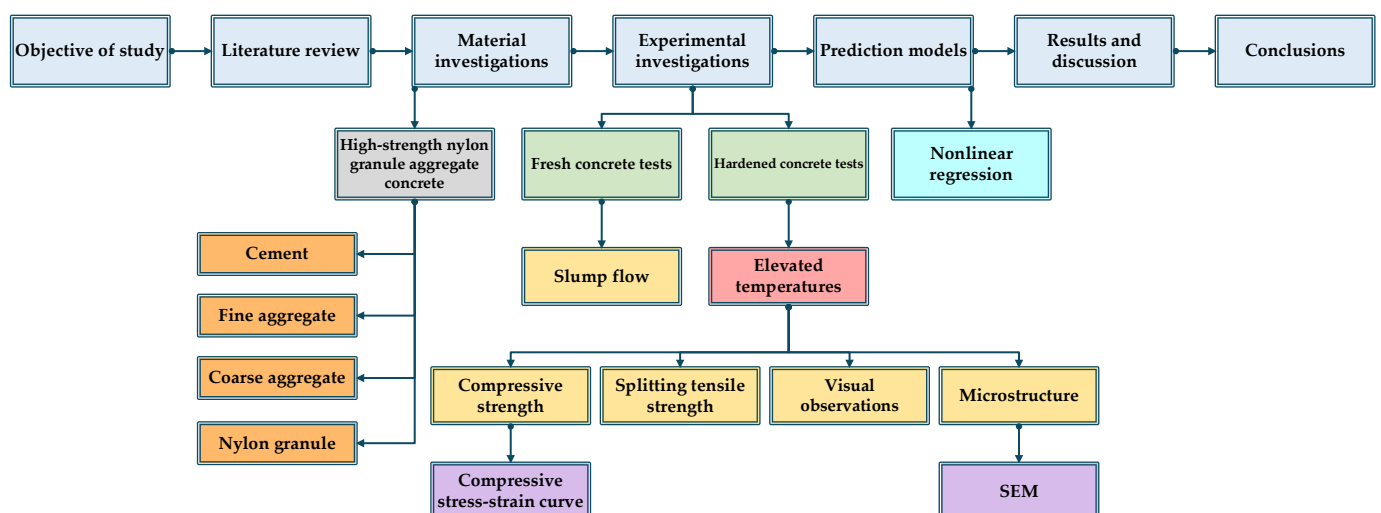 Objective of study
Literature review
Material
investigations
Experimental
investigations
Prediction models
Results and
discussion
Conclusions
High-strength nylon
granule aggregate
concrete
Fresh concrete tests
Hardened concrete tests
Nonlinear
regression
Cement
Fine aggregate
Coarse aggregate
Nylon granule
Slump flow
Elevated
temperatures
Compressive
strength
Splitting tensile
strength
Visual
observations
Microstructure
Compressive
stress-strain curve
SEM